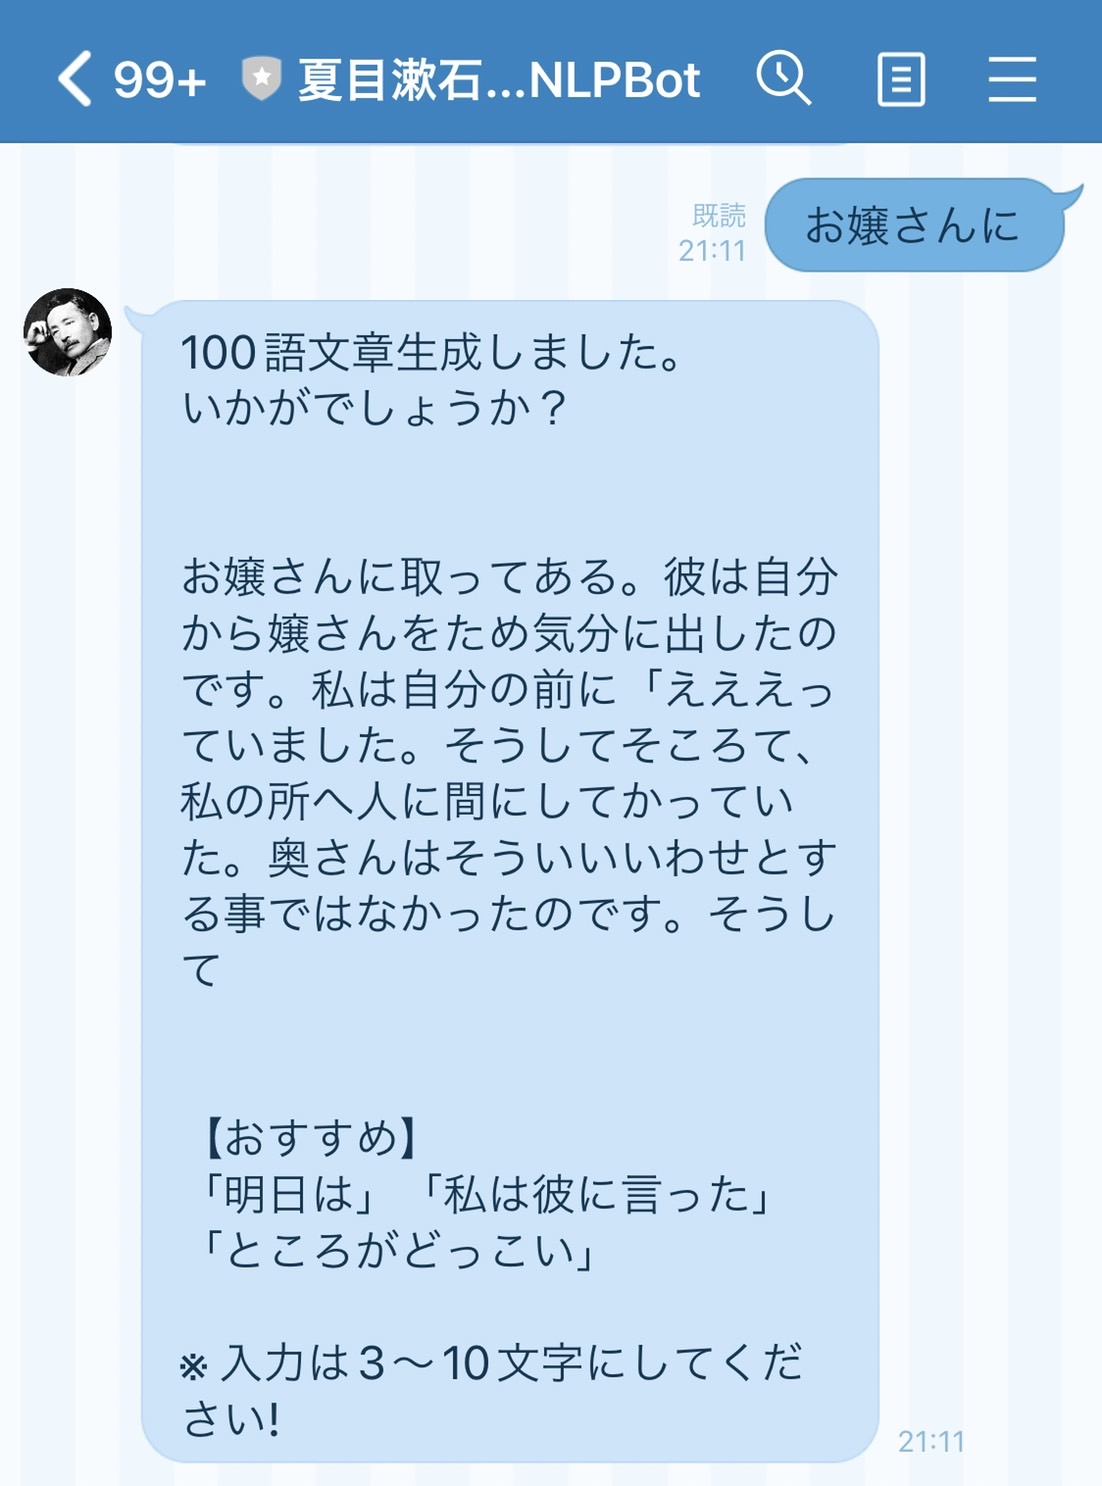 99+ 夏目漱石...NLPBot
お嬢さんに
既読
21:11
100語文章生成しました。
いかがでしょうか？
お嬢さんに取ってある。彼は自分
から嬢さんをため気分に出したの
です。私は自分の前に「えええっ
ていました。そうしてそころて、
私の所へ人に間にしてかってい
た。奥さんはそういいいわせとす
る事ではなかったのです。そうし
て
【おすすめ】
「明日は」「私は彼に言った」
「ところがどっこい」
※ 入力は3〜10文字にしてくだ
さい!
21:11